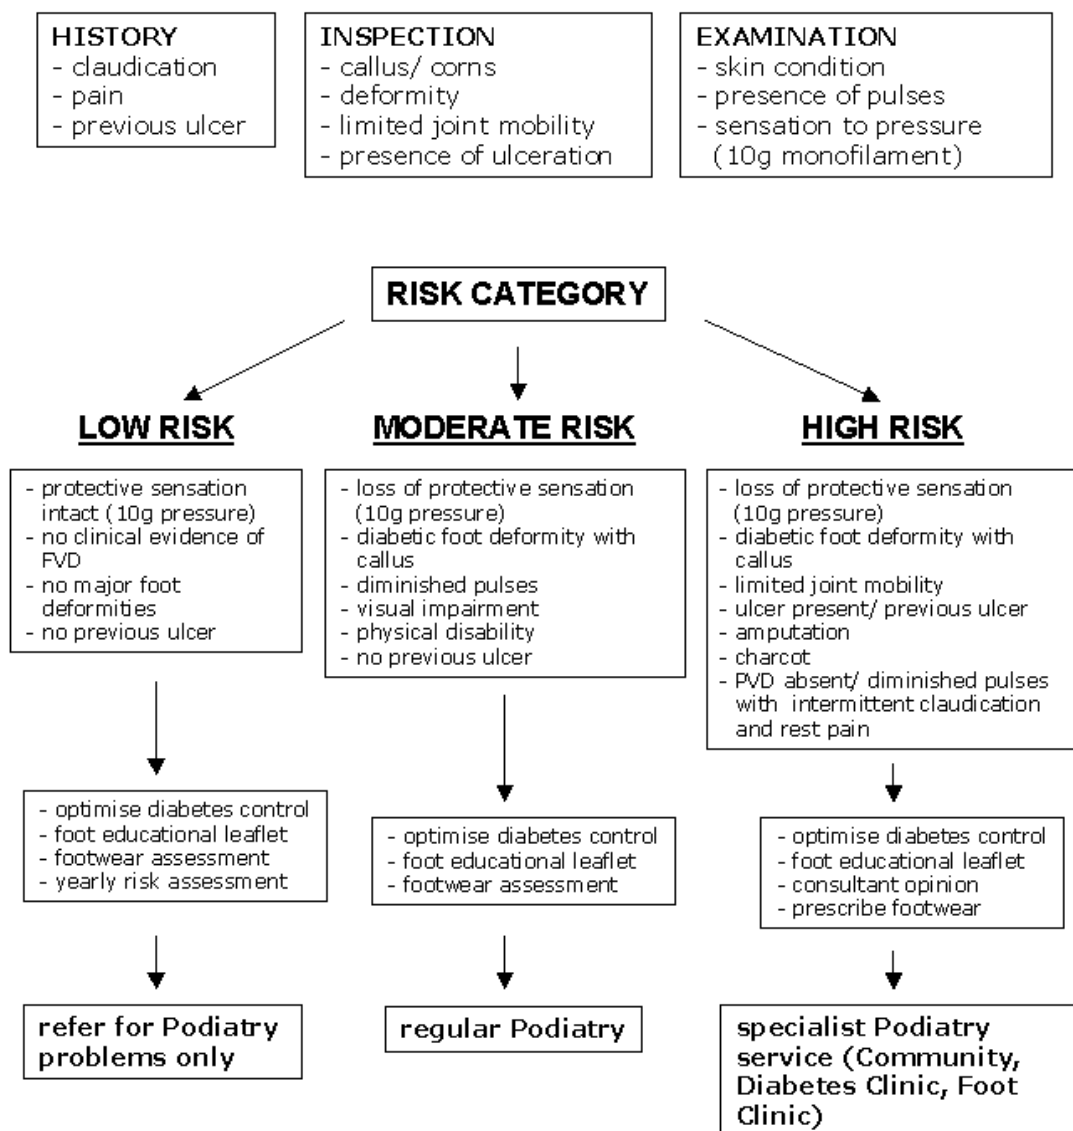 HISTORY
- claudication
- pain
- previous ulcer
INSPECTION
- callus/ corns
- deformity
- limited joint mobility
- presence of ulceration
EXAMINATION
- skin condition
- presence of pulses
- sensation to pressure
(10g monofilament)
RISK CATEGORY
LOW RISK
- protective sensation
intact (10g pressure)
- no clinical evidence of
FVD
- no major foot
deformities
- no previous ulcer
- optimise diabetes control
- foot educational leaflet
- footwear assessment
- yearly risk assessment
refer for Podiatry
problems only
MODERATE RISK
- loss of protective sensation
(10g pressure)
- diabetic foot deformity with
callus
- diminished pulses
- visual impairment
- physical disability
- no previous ulcer
- optimise diabetes control
- foot educational leaflet
- footwear assessment
regular Podiatry
HIGH RISK
- loss of protective sensation
(10g pressure)
- diabetic foot deformity with
callus
- limited joint mobility
- ulcer present/ previous ulcer
- amputation
- charcot
- PVD absent/ diminished pulses
with intermittent claudication
and rest pain
- optimise diabetes control
- foot educational leaflet
- consultant opinion
- prescribe footwear
specialist Podiatry
service (Community,
Diabetes Clinic, Foot
Clinic)